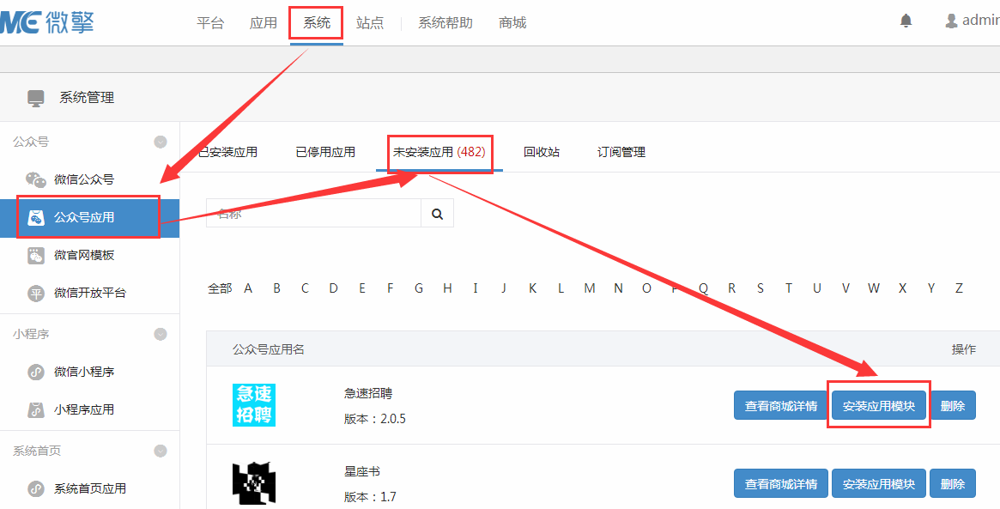 ME微擎 平台 应用 系统 站点 系统帮助 商城 admin
系统管理
公众号
微信公众号
公众号应用
微官网模板
微信开放平台
小程序
微信小程序
小程序应用
系统首页
系统首页应用
已安装应用 已停用应用 未安装应用 (482) 回收站 订阅管理
名称
全部 A B C D E F G H I J K L M N O P Q R S T U V W X Y Z
公众号应用名 操作
急速
招聘
急速招聘
版本：2.0.5
查看商城详情 安装应用模块 删除
星座书
版本：1.7
查看商城详情 安装应用模块 删除